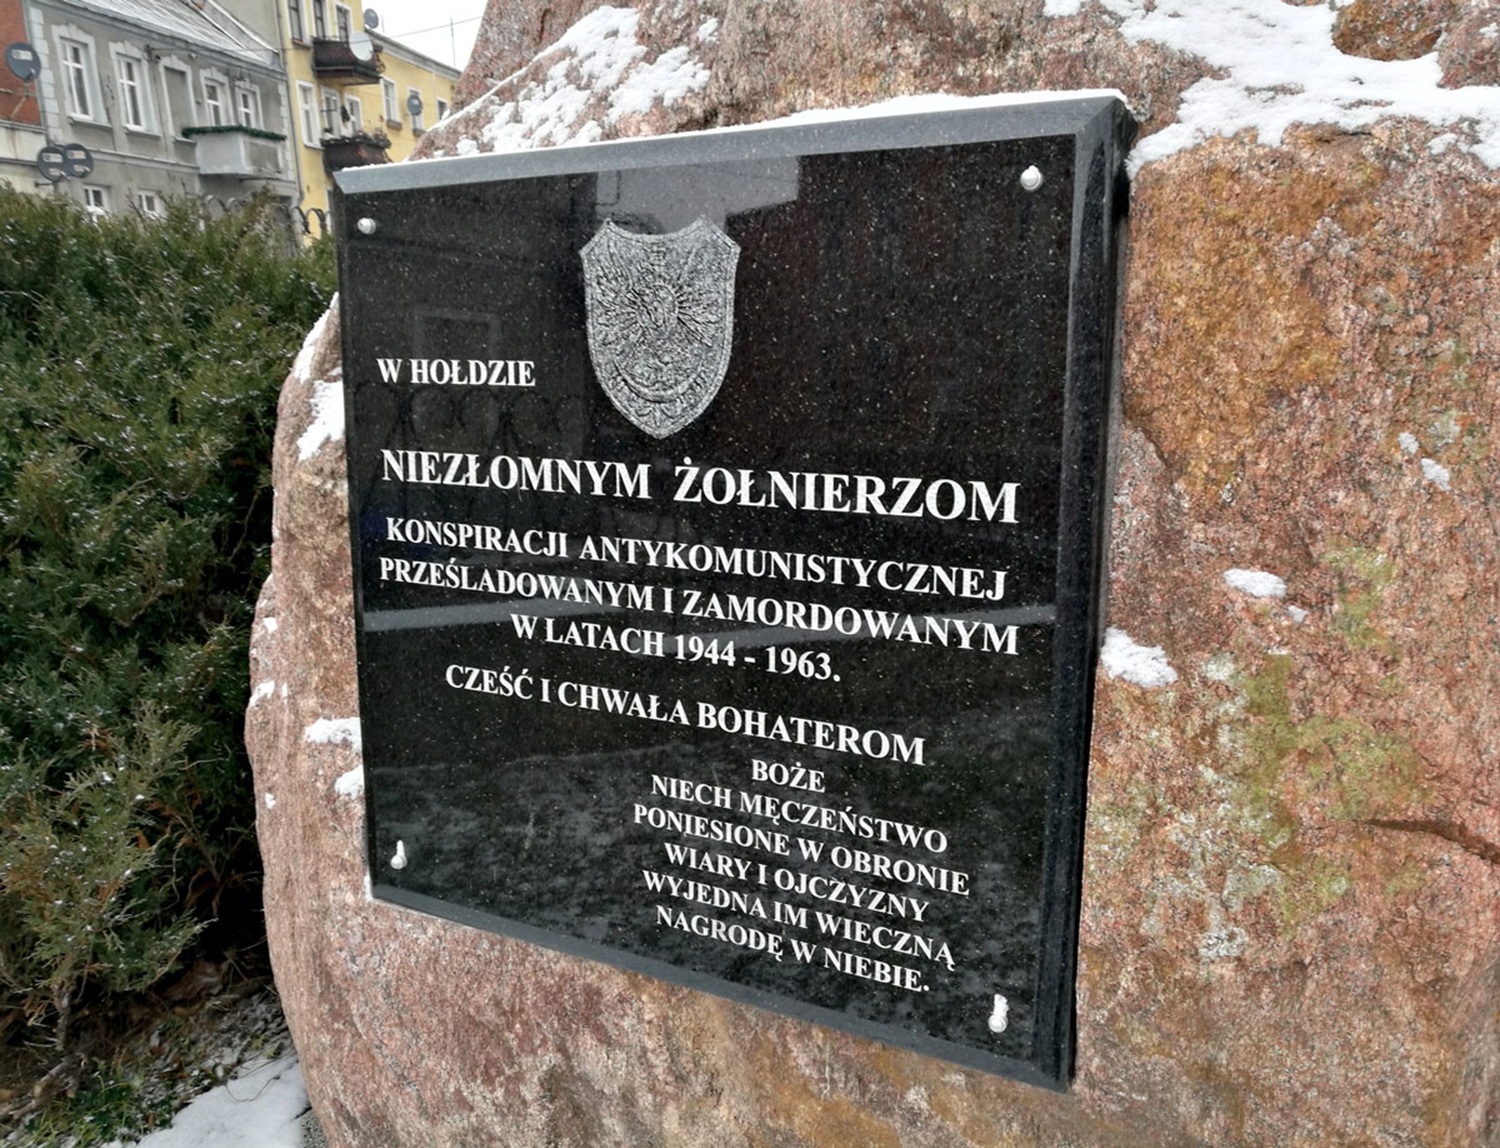 W HOŁDZIE
NIEZŁOMNYM ŻOŁNIERZOM
KONSPIRACJI ANTYKOMUNISTYCZNEJ
PRZEŚLADOWANYM I ZAMORDOWANYM
W LATACH 1944 - 1963.
CZEŚĆ I CHWAŁA BOHATEROM
BOŻE
NIECH MĘCZEŃSTWO
PONIESIONE W OBRONIE
WIARY I OJCZYZNY
WYJEDNA IM WIECZNĄ
NAGRODĘ W NIEBIE.